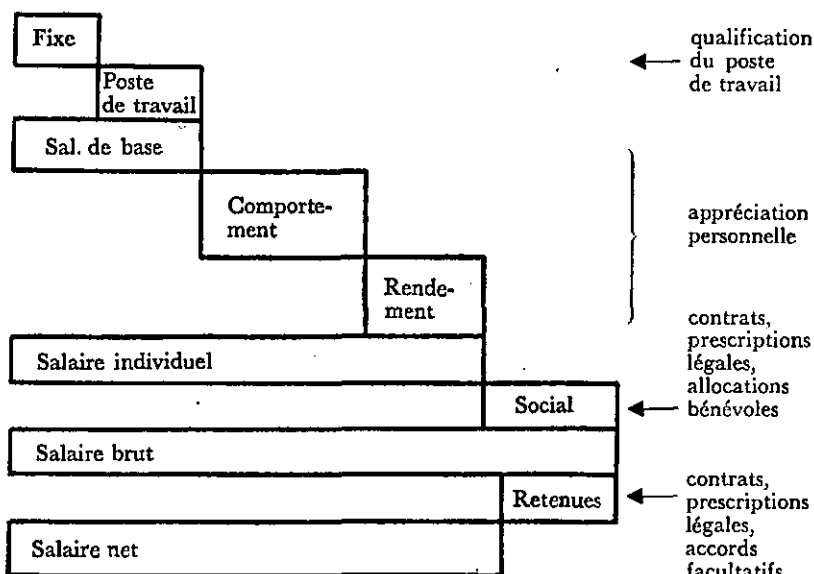 Fixe
qualification
du poste
de travail
Poste
de travail
Sal. de base
Comporte-
ment
appréciation
personnelle
Rende-
ment
contrats,
prescriptions
légales,
allocations
bénévoles
Salaire individuel
Social
Salaire brut
Retenues
contrats,
prescriptions
légales,
accords
facultatifs
Salaire net